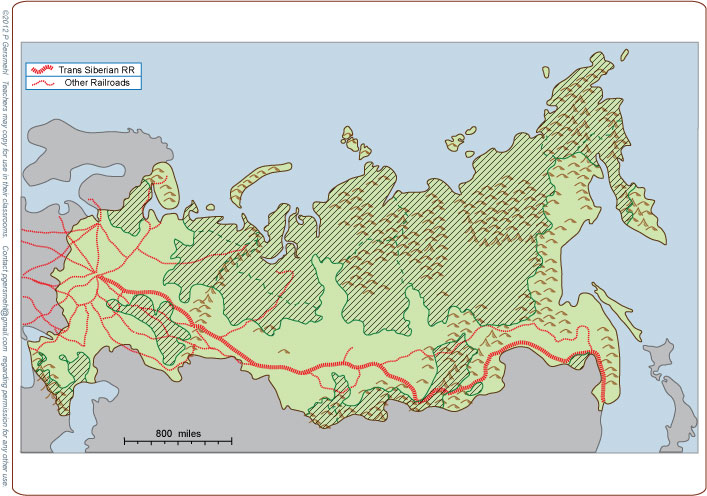 ©2012 P Gersmehl   Teachers may copy for use in their classrooms.   Contact pgersmeh@gmail.com  regarding permission for any other use.
Trans Siberian RR
Other Railroads
800 miles